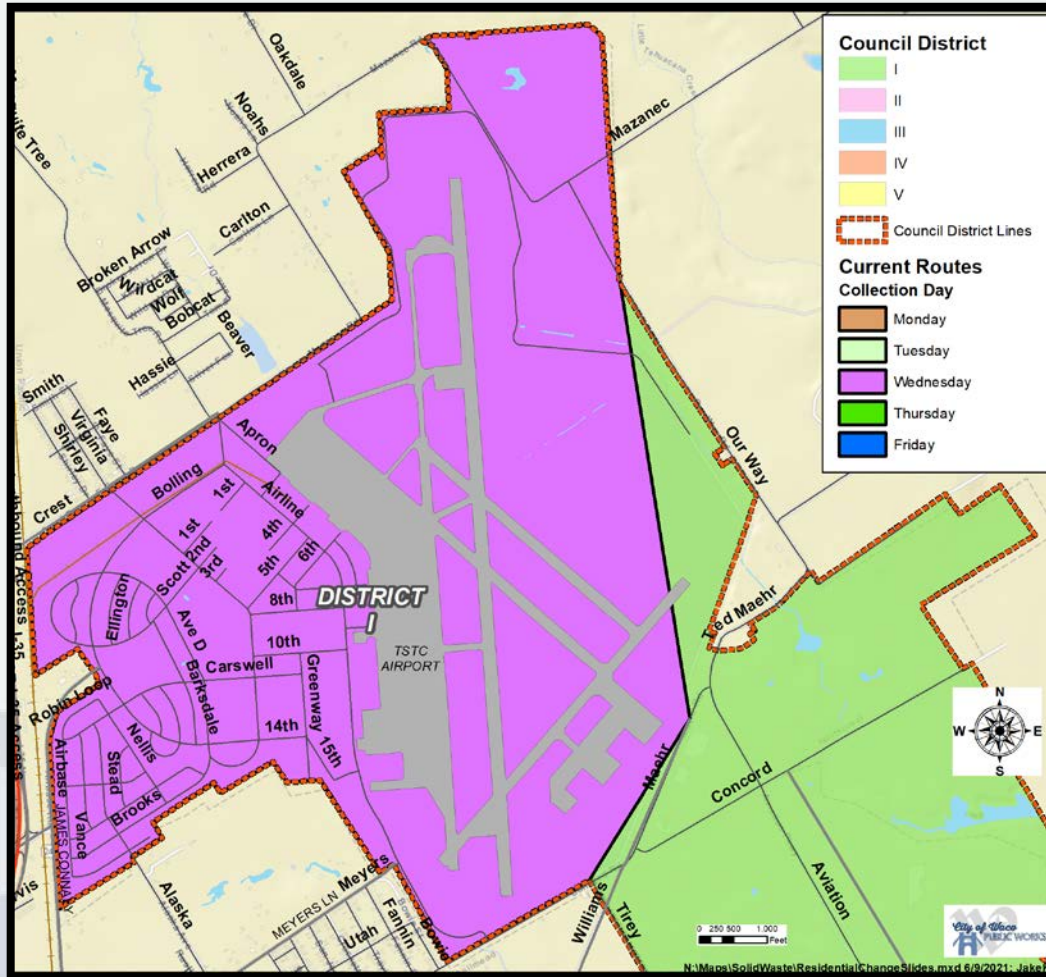 Council District
I
II
III
IV
V
Council District Lines
Current Routes
Collection Day
Monday
Tuesday
Wednesday
Thursday
Friday
Oakdale
Noahs
Herrera
Carlton
Mazanec
Broken Arrow
Wildcat
Wolf
Bobcat
Beaver
Hassie
Smith
Faye
Virginia
Shirley
Crest
Bolling
Apron
Airline
1st
1st
2nd
3rd
Scott
4th
5th
6th
8th
DISTRICT
I
Ellington
Ave D
10th
TSTC
AIRPORT
Carswell
Barksdale
Greenway
Robin Loop
14th
15th
Nellis
Stead
Airbase
Brooks
Vance
Alaska
MEYERS LN
Meyers
Utah
Fannin
Bowie
Williams
Tirey
Maehr
Concord
Aviation
Our Way
Tred Maehr
N
W
E
S
0 250 500 1,000
Feet
City of Waco
PUBLIC WORKS